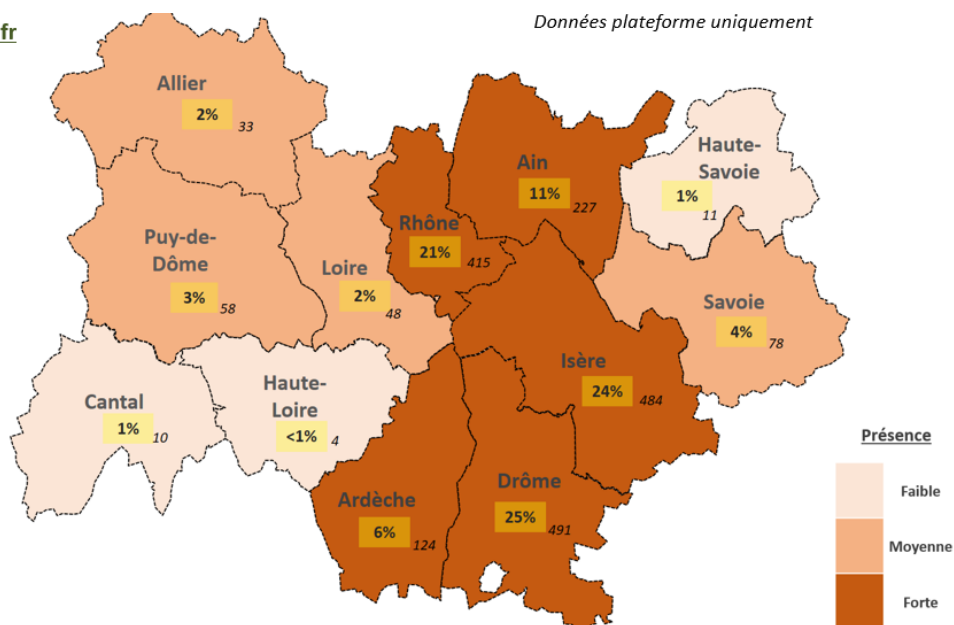 fr
Données plateforme uniquement
Allier
2%
33
Haute-
Savoie
1%
11
Ain
11%
227
Rhône
21%
415
Puy-de-
Dôme
3%
58
Loire
2%
48
Savoie
4%
78
Isère
24%
484
Haute-
Loire
<1%
4
Cantal
1%
10
Ardèche
6%
124
Drôme
25%
491
Présence
Faible
Moyenne
Forte